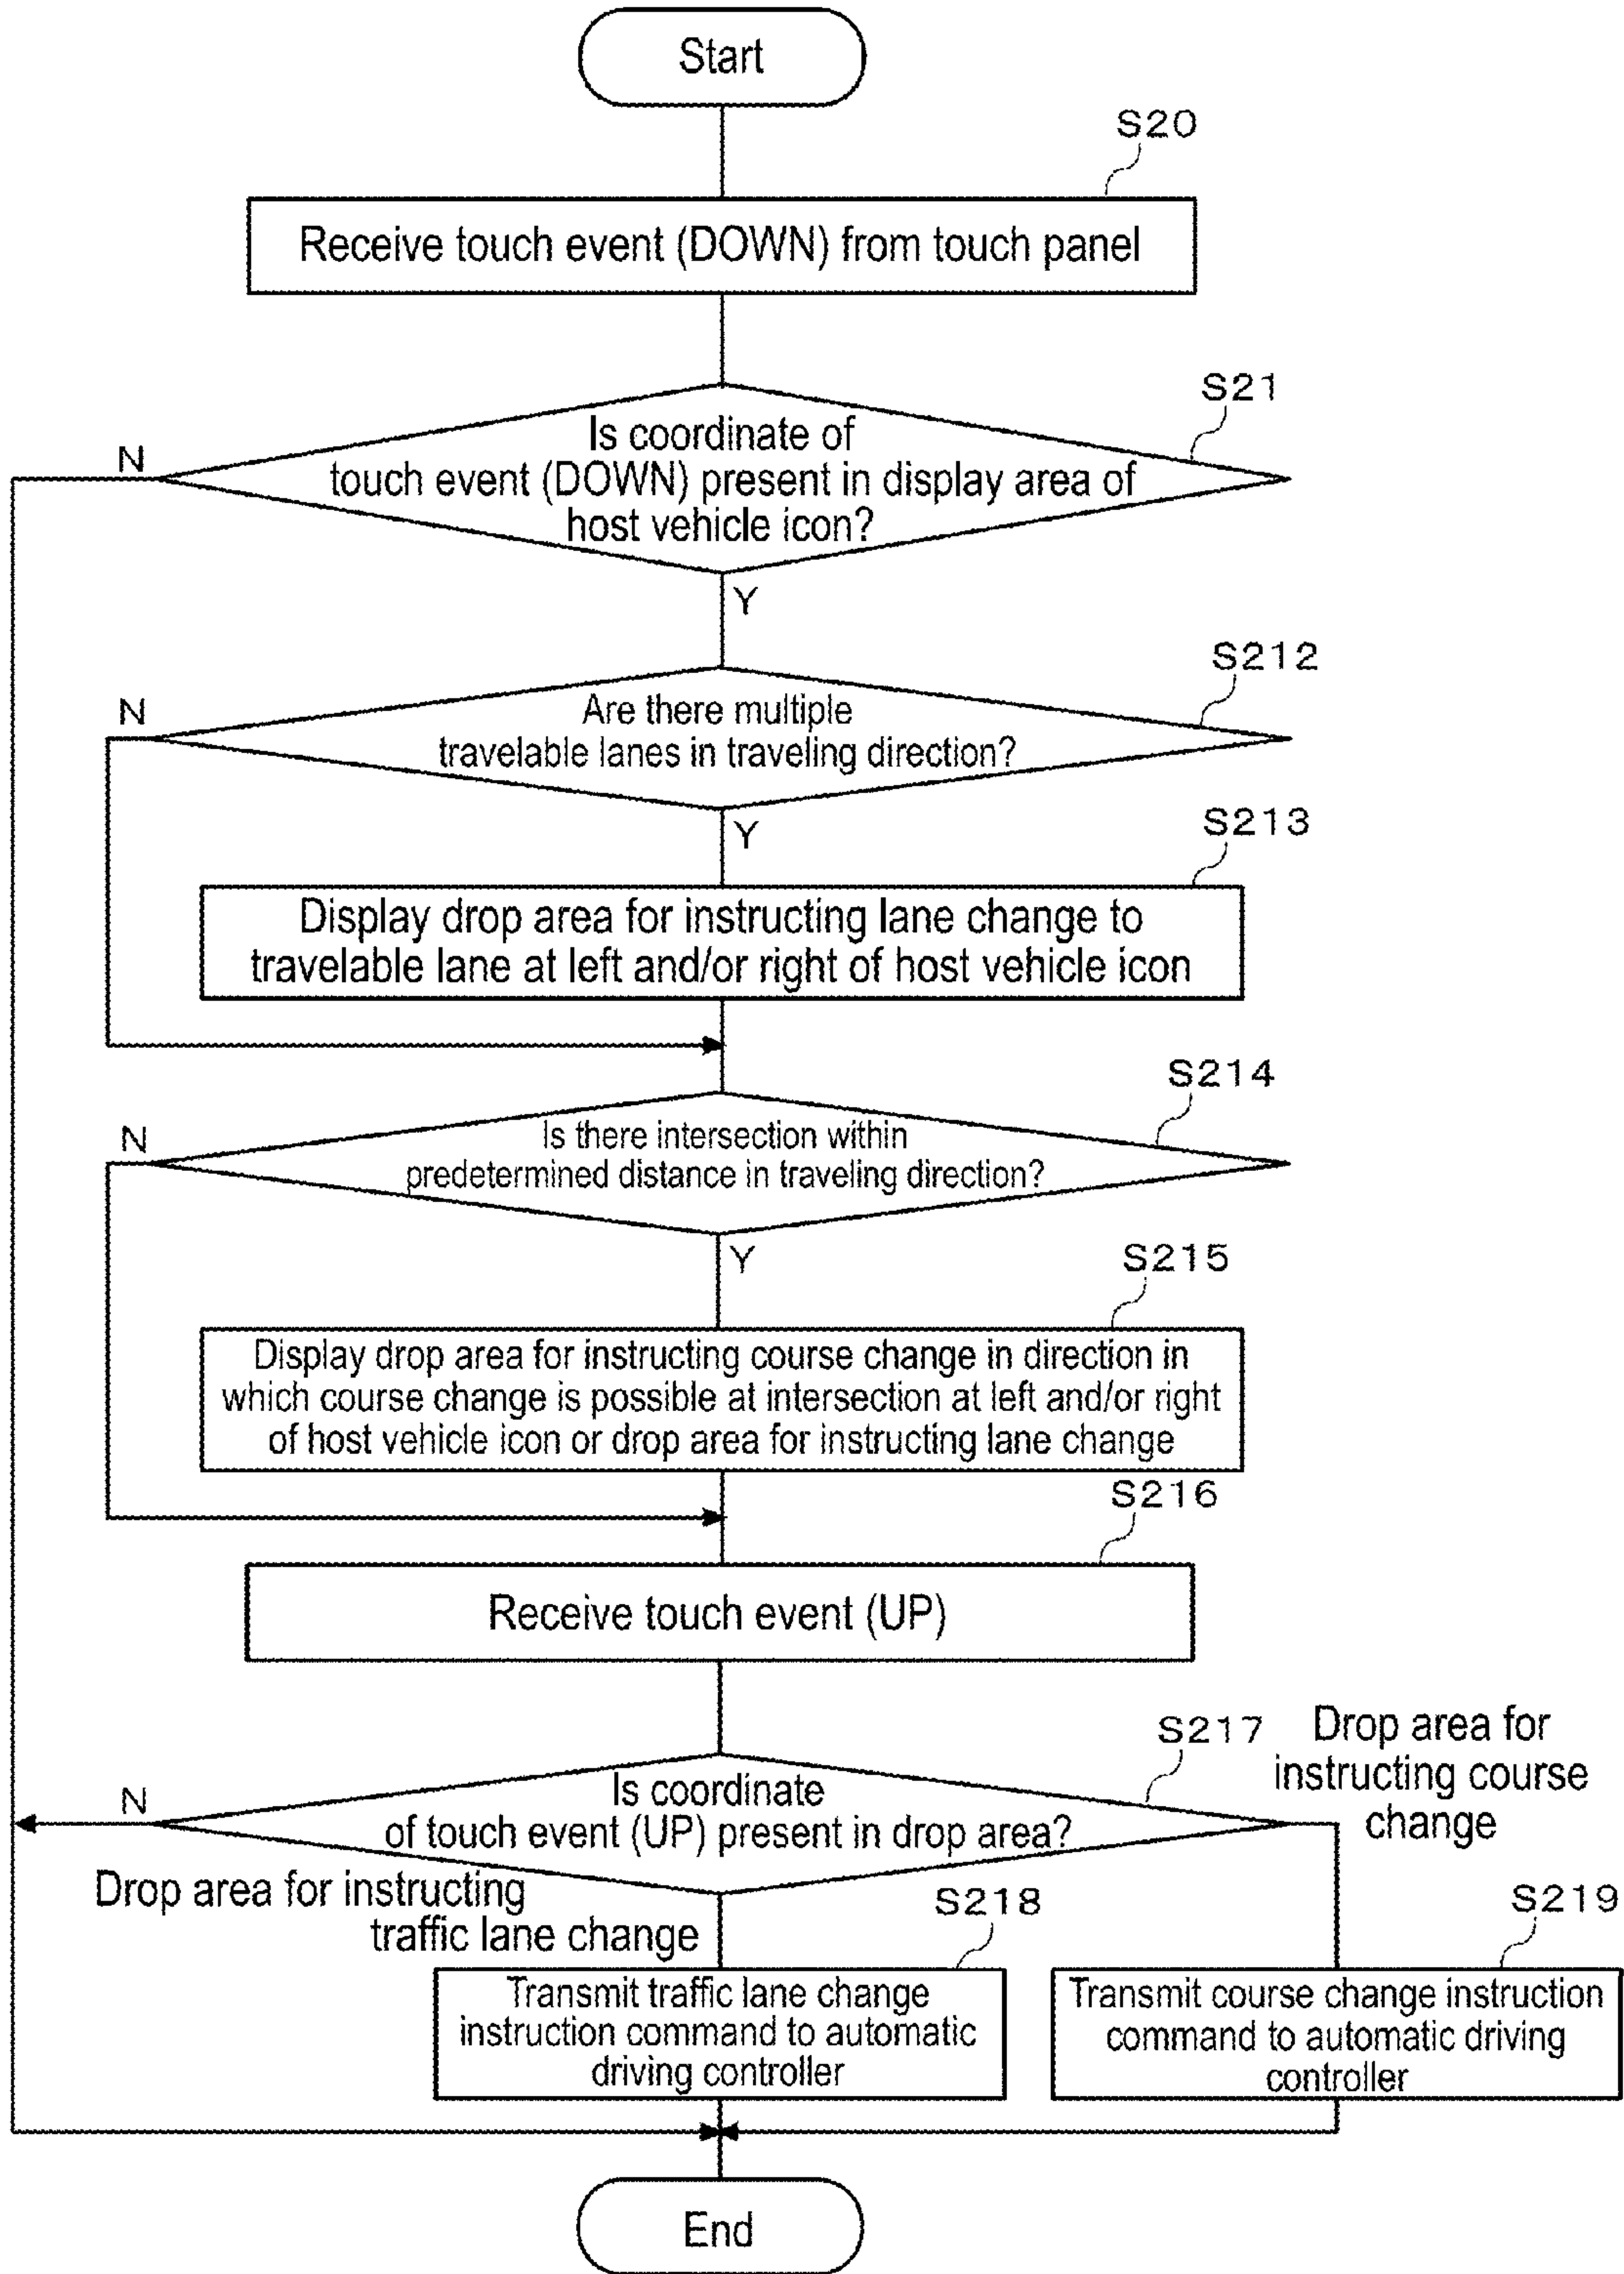 Start
S20
Receive touch event (DOWN) from touch panel
S21
Is coordinate of
touch event (DOWN) present in display area of
host vehicle icon?
N
Y
S212
Are there multiple
travelable lanes in traveling direction?
N
Y
S213
Display drop area for instructing lane change to
travelable lane at left and/or right of host vehicle icon
S214
Is there intersection within
predetermined distance in traveling direction?
N
Y
S215
Display drop area for instructing course change in direction in
which course change is possible at intersection at left and/or right
of host vehicle icon or drop area for instructing lane change
S216
Receive touch event (UP)
S217
Is coordinate
of touch event (UP) present in drop area?
N
Drop area for
instructing course
change
Drop area for instructing
traffic lane change
S218
Transmit traffic lane change
instruction command to automatic
driving controller
S219
Transmit course change instruction
command to automatic driving
controller
End